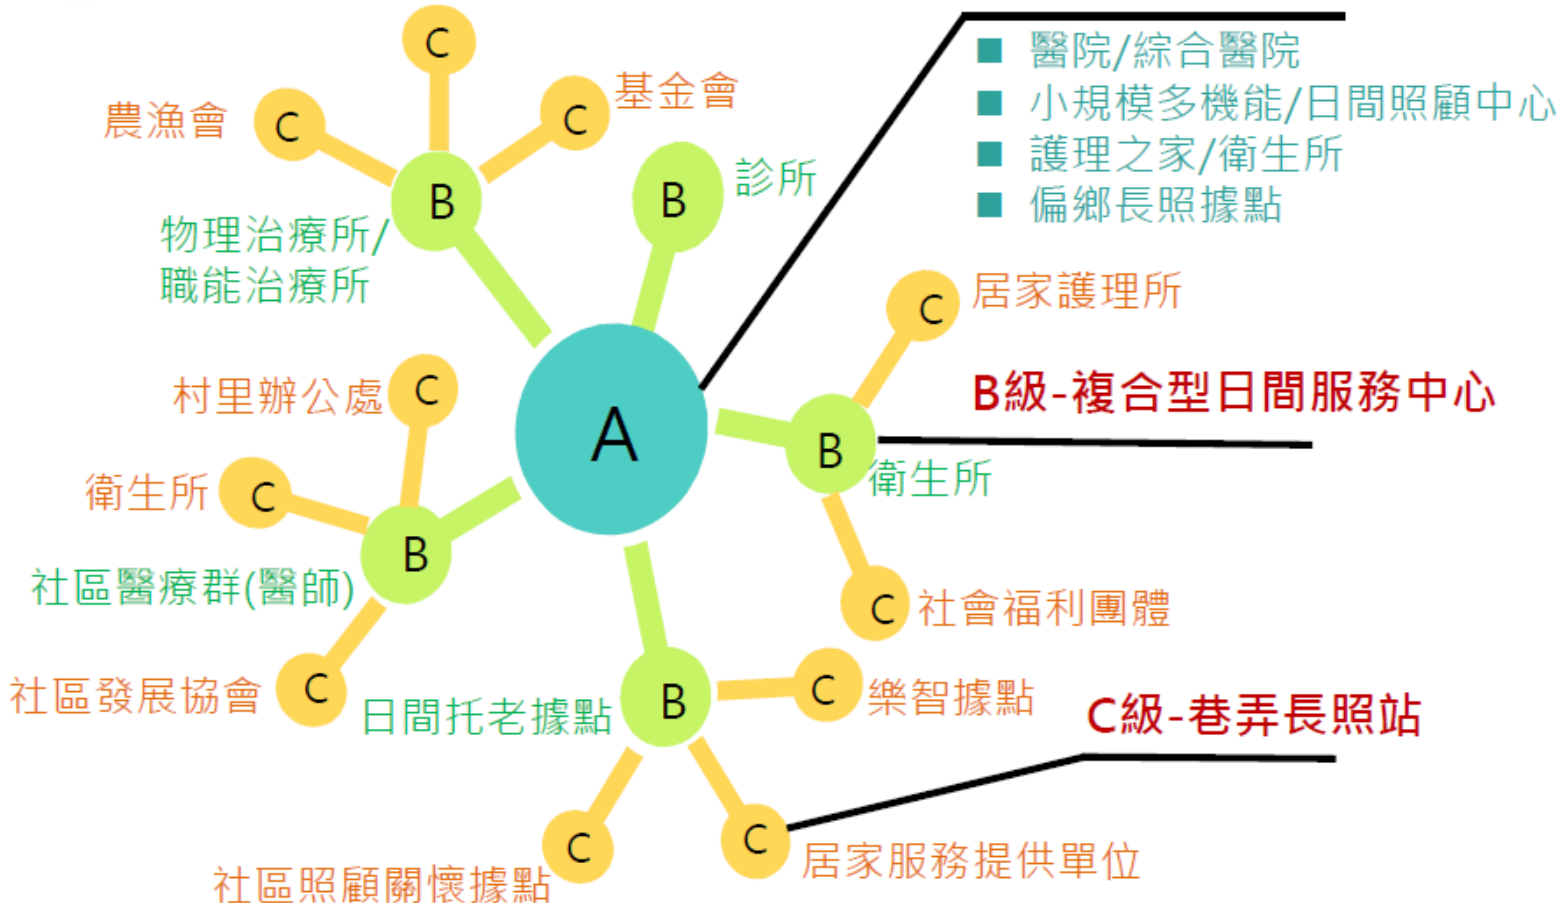 C
醫院/綜合醫院
小規模多機能/日間照顧中心
護理之家/衛生所
偏鄉長照據點
農漁會
C
C
基金會
B
物理治療所/
職能治療所
B
診所
C
居家護理所
B級-複合型日間服務中心
A
B
衛生所
村里辦公處
C
衛生所
C
B
社區醫療群(醫師)
社區發展協會
C
C
社會福利團體
日間托老據點
B
C
樂智據點
C級-巷弄長照站
社區照顧關懷據點
C
C
居家服務提供單位